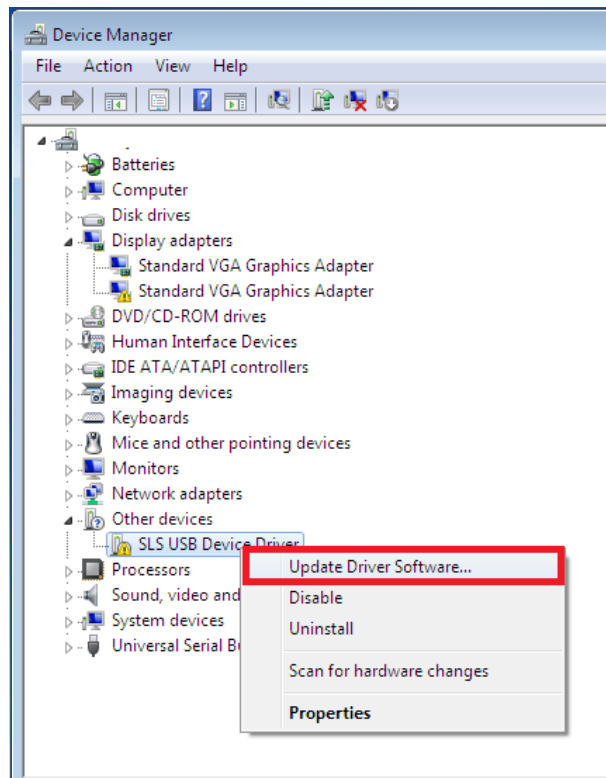 Device Manager
File Action View Help
Batteries
Computer
Disk drives
Display adapters
Standard VGA Graphics Adapter
Standard VGA Graphics Adapter
DVD/CD-ROM drives
Human Interface Devices
IDE ATA/ATAPI controllers
Imaging devices
Keyboards
Mice and other pointing devices
Monitors
Network adapters
Other devices
SLS USB Device Driver
Processors
Sound, video and
System devices
Universal Serial B
Update Driver Software...
Disable
Uninstall
Scan for hardware changes
Properties